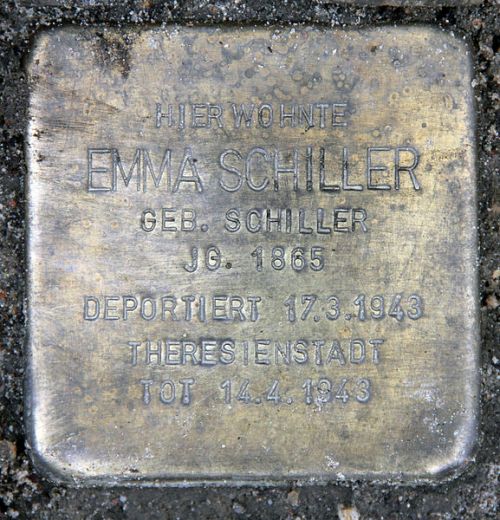 HIER WOHNTE
EMMA SCHILLER
GEB. SCHILLER
JG. 1865
DEPORTIERT 17.3.1943
THERESIENSTADT
TOT 14.4.1943